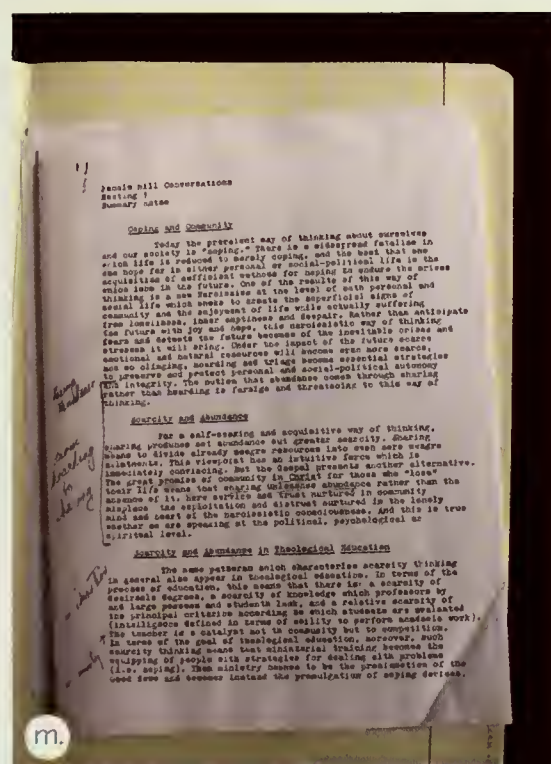 Hill Conversations
Meeting
Summary notes
Coping and Community
Today the prevalent way of thinking about ourselves
and our society is "coping." There is a widespread fatalism in
which life is reduced to merely coping, and the best that one
can hope for in either personal or social-political life is the
acquisition of sufficient methods for coping to endure the crises
which loom in the future. One of the results of this way of
thinking is a new Narcissism at the level of both personal and
social life which seeks to create the superficial signs of
community and the enjoyment of life while actually suffering
from loneliness, inner emptiness and despair. Rather than anticipate
the future with joy and hope, this narcissistic way of thinking
fears and detests the future because of the inevitable crises and
stresses it will bring. Under the impact of the future scarce
emotional and natural resources will become even more scarce,
and so clinging, hoarding and triage become essential strategies
to preserve and protect personal and social-political autonomy
and integrity. The notion that abundance comes through sharing
rather than hoarding is foreign and threatening to this way of
thinking.
Scarcity and Abundance
For a self-seeking and acquisitive way of thinking,
sharing produces not abundance but greater scarcity. Sharing
means to divide already meagre resources into even more meagre
allotments. This viewpoint has an intuitive force which is
immediately convincing. But the Gospel presents another alternative.
The great promise of community in Christ for those who "lose"
their life means that sharing unleashes abundance rather than the
absence of it. Here service and trust nurtured in community
displace the exploitation and distrust nurtured in the lonely
mind and heart of the narcissistic consciousness. And this is true
whether we are speaking at the political, psychological or
spiritual level.
Scarcity and Abundance in Theological Education
The same patterns which characterize scarcity thinking
in general also appear in theological education. In terms of the
process of education, this means that there is: a scarcity of
desirable degrees, a scarcity of knowledge which professors by
and large possess and students lack, and a relative scarcity of
the principal criterion according to which students are evaluated
(intelligence defined in terms of ability to perform academic work).
The teacher is a catalyst not to community but to competition.
In terms of the goal of theological education, moreover, such
scarcity thinking means that ministerial training becomes the
equipping of people with strategies for dealing with problems
(i.e. coping). Then ministry ceases to be the proclamation of the
Good News and becomes instead the promulgation of coping devices.
m.